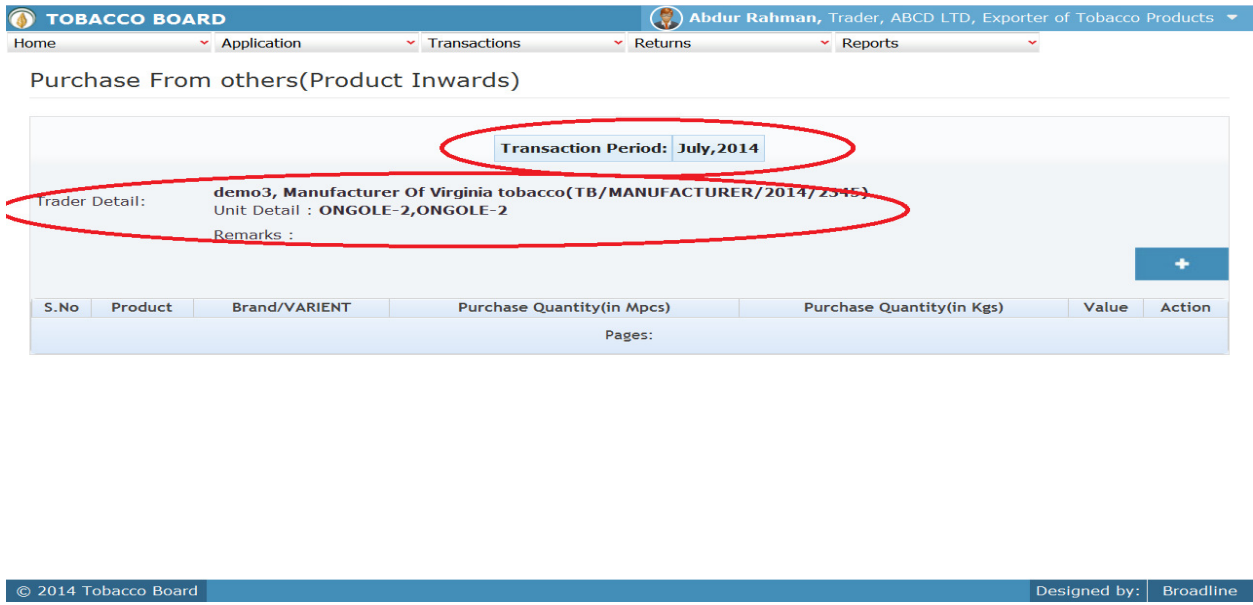 TOBACCO BOARD Abdur Rahman, Trader, ABCD LTD, Exporter of Tobacco Products
Home Application Transactions Returns Reports
Purchase From others(Product Inwards)
Transaction Period: July,2014
demo3, Manufacturer Of Virginia tobacco(TB/MANUFACTURER/2014/2345)
Trader Detail:
Unit Detail : ONGOLE-2,ONGOLE-2
Remarks :
+
S.No Product Brand/VARIENT Purchase Quantity(in Mpcs) Purchase Quantity(in Kgs) Value Action
Pages:
© 2014 Tobacco Board Designed by: Broadline